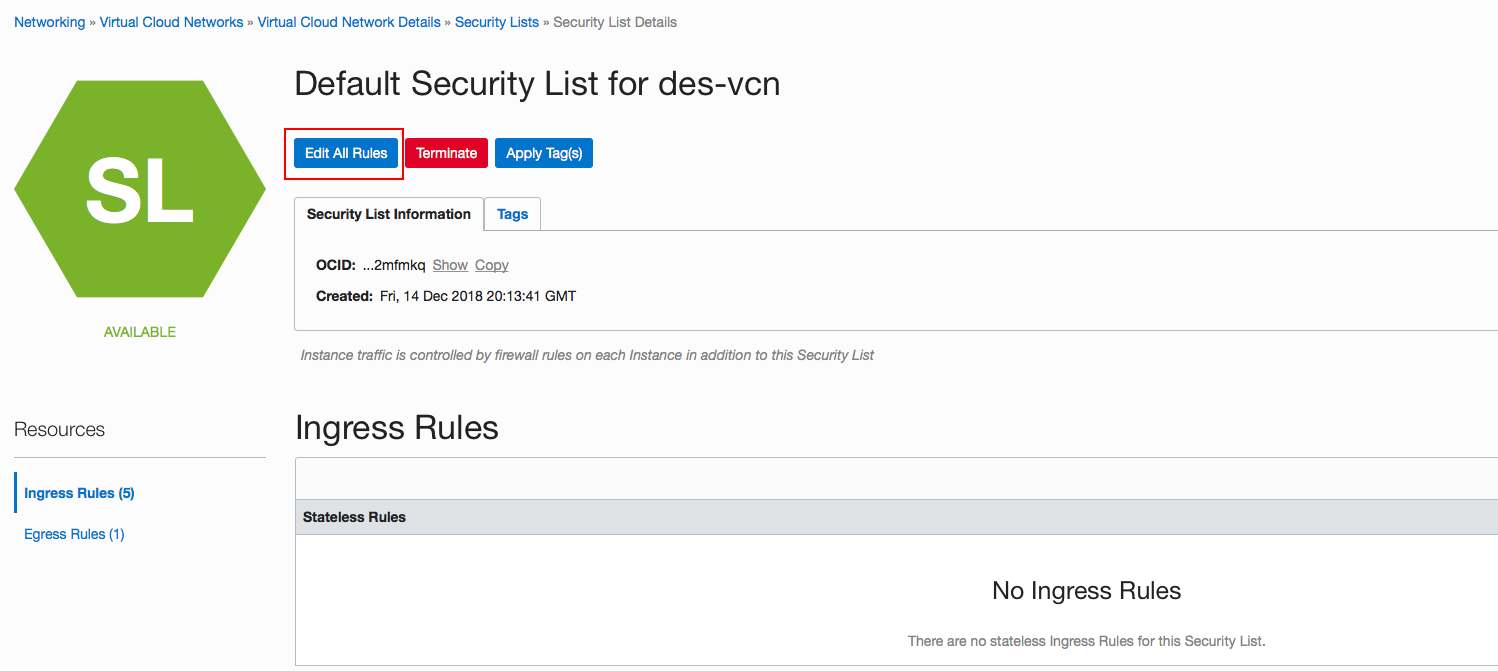 Networking » Virtual Cloud Networks » Virtual Cloud Network Details » Security Lists » Security List Details
SL
AVAILABLE
Default Security List for des-vcn
Edit All Rules Terminate Apply Tag(s)
Security List Information Tags
OCID: ...2mfmkq Show Copy
Created: Fri, 14 Dec 2018 20:13:41 GMT
Instance traffic is controlled by firewall rules on each Instance in addition to this Security List
Resources
Ingress Rules (5)
Egress Rules (1)
Ingress Rules
Stateless Rules
No Ingress Rules
There are no stateless Ingress Rules for this Security List.